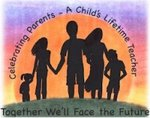 Celebrating Parents - A Child's Lifetime Teacher
Together We'll Face the Future